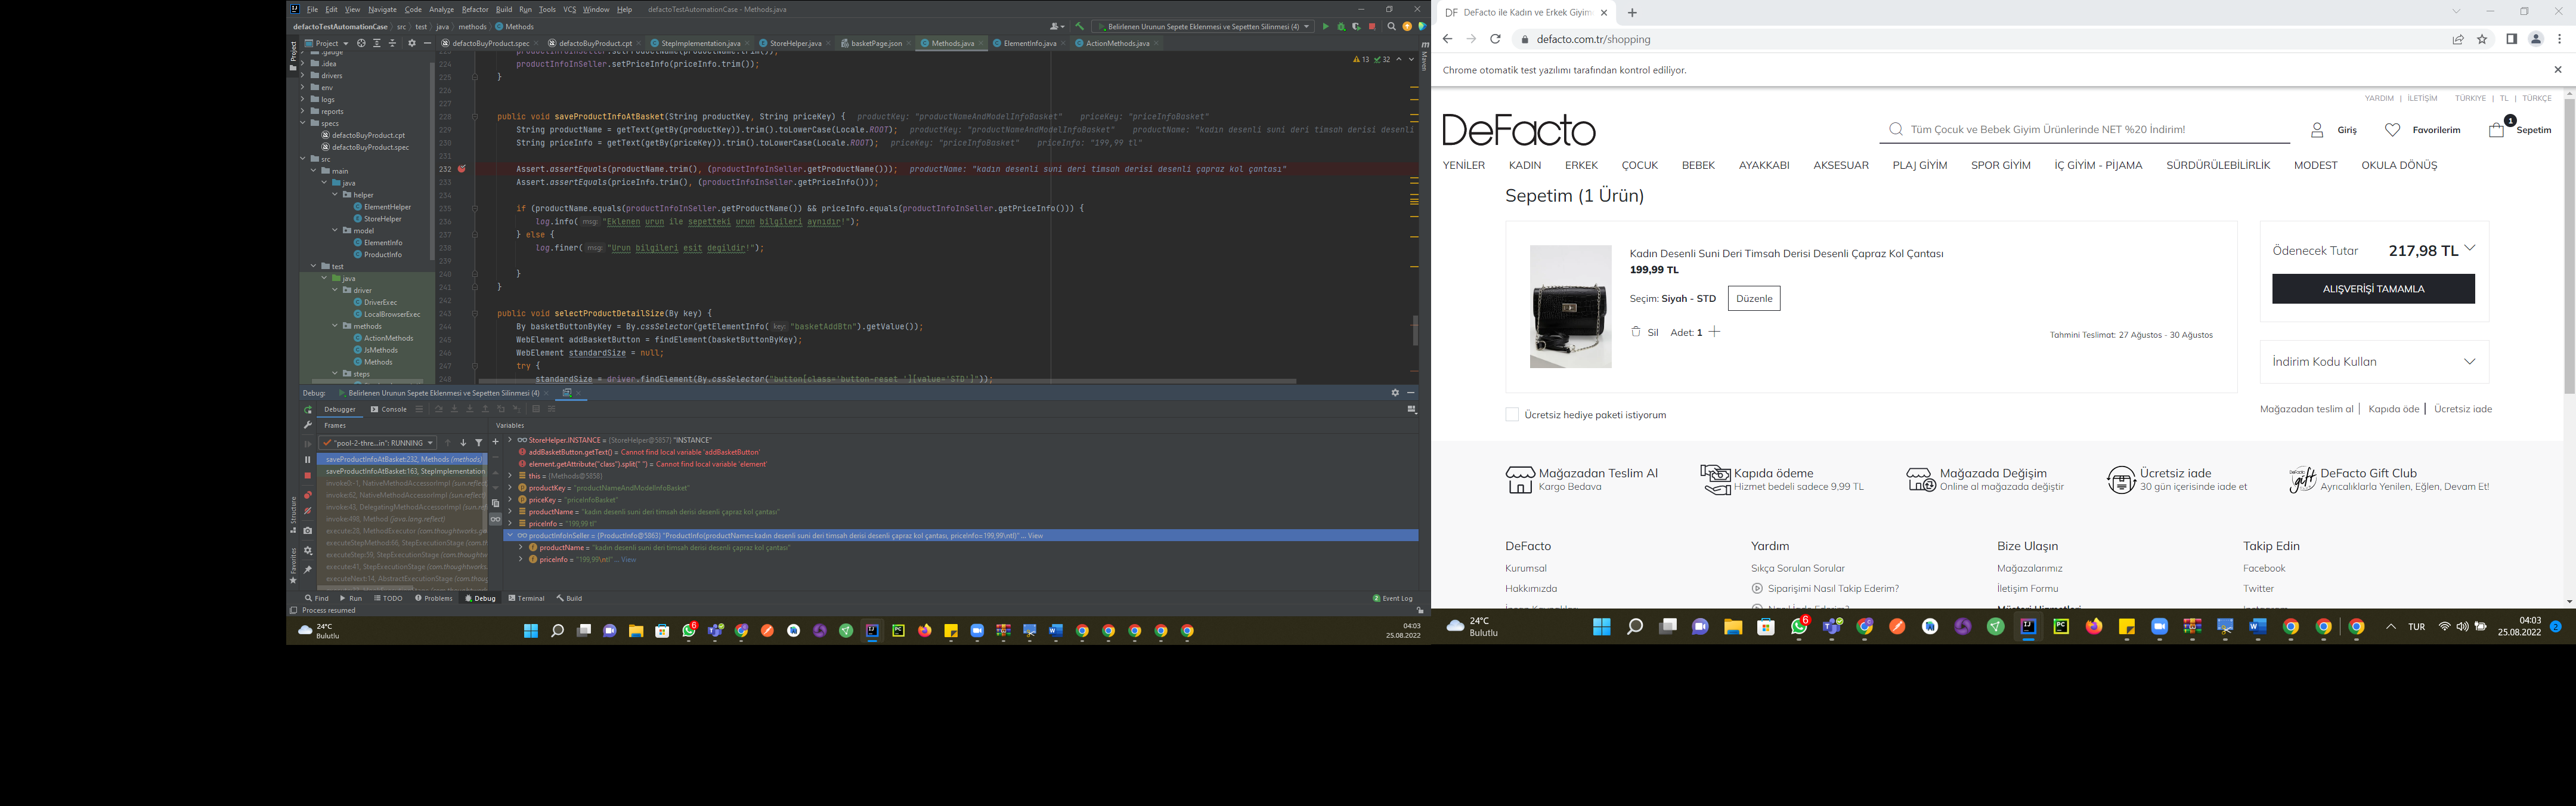 File Edit View Navigate Code Analyze Refactor Build Run Tools VCS Window Help defactoTestAutomationCase - Methods.java
defactoTestAutomationCase src test java methods Methods
Belirlenen Urunun Sepete Eklenmesi ve Sepetten Silinmesi (4)
Project
defactoBuyProduct.spec defactoBuyProduct.cpt StepImplementation.java StoreHelper.java basketPage.json Methods.java ElementInfo.java ActionMethods.java
.idea
drivers
env
logs
reports
specs
defactoBuyProduct.cpt
defactoBuyProduct.spec
src
main
java
helper
ElementHelper
StoreHelper
model
ElementInfo
ProductInfo
test
java
driver
DriverExec
LocalBrowserExec
methods
ActionMethods
JsMethods
Methods
steps
13 32
224 productInfoInSeller.setPriceInfo(priceInfo.trim());
225 }
226
227
228 public void saveProductInfoAtBasket(String productKey, String priceKey) { productKey: "productNameAndModelInfoBasket" priceKey: "priceInfoBasket"
229 String productName = getText(getBy(productKey)).trim().toLowerCase(Locale.ROOT); productKey: "productNameAndModelInfoBasket" productName: "kadın desenli suni deri timsah derisi desenli
230 String priceInfo = getText(getBy(priceKey)).trim().toLowerCase(Locale.ROOT); priceKey: "priceInfoBasket" priceInfo: "199,99 tl"
231
232 Assert.assertEquals(productName.trim(), (productInfoInSeller.getProductName())); productName: "kadın desenli suni deri timsah derisi desenli çapraz kol çantası"
233 Assert.assertEquals(priceInfo.trim(), (productInfoInSeller.getPriceInfo()));
234
235 if (productName.equals(productInfoInSeller.getProductName()) && priceInfo.equals(productInfoInSeller.getPriceInfo())) {
236 log.info( msg: "Eklenen urun ile sepetteki urun bilgileri aynıdır!");
237 } else {
238 log.finer( msg: "Urun bilgileri esit degildir!");
239
240 }
241 }
242
243 public void selectProductDetailSize(By key) {
244 By basketButtonByKey = By.cssSelector(getElementInfo( key: "basketAddBtn").getValue());
245 WebElement addBasketButton = findElement(basketButtonByKey);
246 WebElement standardSize = null;
247 try {
248 standardSize = driver.findElement(By.cssSelector("button[class='button-reset '][value='STD']"));
Debug: Belirlenen Urunun Sepete Eklenmesi ve Sepetten Silinmesi (4)
Debugger Console
Frames Variables
"pool-2-thre...in": RUNNING
saveProductInfoAtBasket:232, Methods (methods)
saveProductInfoAtBasket:163, StepImplementation
invoke0:-1, NativeMethodAccessorImpl (sun.reflect
invoke:62, NativeMethodAccessorImpl (sun.reflect
invoke:43, DelegatingMethodAccessorImpl (sun.ref
invoke:498, Method (java.lang.reflect)
execute:28, MethodExecutor (com.thoughtworks.g
executeStepMethod:66, StepExecutionStage (com.th
executeStep:59, StepExecutionStage (com.thoughtw
execute:41, StepExecutionStage (com.thoughtworks
executeNext:14, AbstractExecutionStage (com.thoug
StoreHelper.INSTANCE = {StoreHelper@5857} "INSTANCE"
addBasketButton.getText() = Cannot find local variable 'addBasketButton'
element.getAttribute("class").split(" ") = Cannot find local variable 'element'
this = {Methods@5858}
productKey = "productNameAndModelInfoBasket"
priceKey = "priceInfoBasket"
productName = "kadın desenli suni deri timsah derisi desenli çapraz kol çantası"
priceInfo = "199,99 tl"
productInfoInSeller = {ProductInfo@5863} "ProductInfo(productName=kadın desenli suni deri timsah derisi desenli çapraz kol çantası, priceInfo=199,99\ntl)" ... View
productName = "kadın desenli suni deri timsah derisi desenli çapraz kol çantası"
priceInfo = "199,99\ntl" ... View
Find Run TODO Problems Debug Terminal Build Event Log
Process resumed
Project
Structure
Favorites
Maven
24°C
Bulutlu
04:03
25.08.2022
DF DeFacto ile Kadın ve Erkek Giyim
defacto.com.tr/shopping
Chrome otomatik test yazılımı tarafından kontrol ediliyor.
YARDIM | İLETİŞİM TÜRKIYE | TL | TÜRKÇE
DeFacto
Tüm Çocuk ve Bebek Giyim Ürünlerinde NET %20 İndirim!
Giriş Favorilerim 1 Sepetim
YENİLER KADIN ERKEK ÇOCUK BEBEK AYAKKABI AKSESUAR PLAJ GİYİM SPOR GİYİM İÇ GİYİM - PİJAMA SÜRDÜRÜLEBİLİRLİK MODEST OKULA DÖNÜŞ
Sepetim (1 Ürün)
Kadın Desenli Suni Deri Timsah Derisi Desenli Çapraz Kol Çantası
199,99 TL
Seçim: Siyah - STD Düzenle
Sil Adet: 1
Tahmini Teslimat: 27 Ağustos - 30 Ağustos
Ödenecek Tutar 217,98 TL
ALIŞVERİŞİ TAMAMLA
İndirim Kodu Kullan
Mağazadan teslim al | Kapıda öde | Ücretsiz iade
Ücretsiz hediye paketi istiyorum
Mağazadan Teslim Al
Kargo Bedava
Kapıda ödeme
Hizmet bedeli sadece 9,99 TL
Mağazada Değişim
Online al mağazada değiştir
Ücretsiz iade
30 gün içerisinde iade et
DeFacto Gift Club
Ayrıcalıklarla Yenilen, Eğlen, Devam Et!
DeFacto Yardım Bize Ulaşın Takip Edin
Kurumsal Sıkça Sorulan Sorular Mağazalarımız Facebook
Hakkımızda Siparişimi Nasıl Takip Ederim? İletişim Formu Twitter
24°C
Bulutlu
TUR
04:03
25.08.2022
2